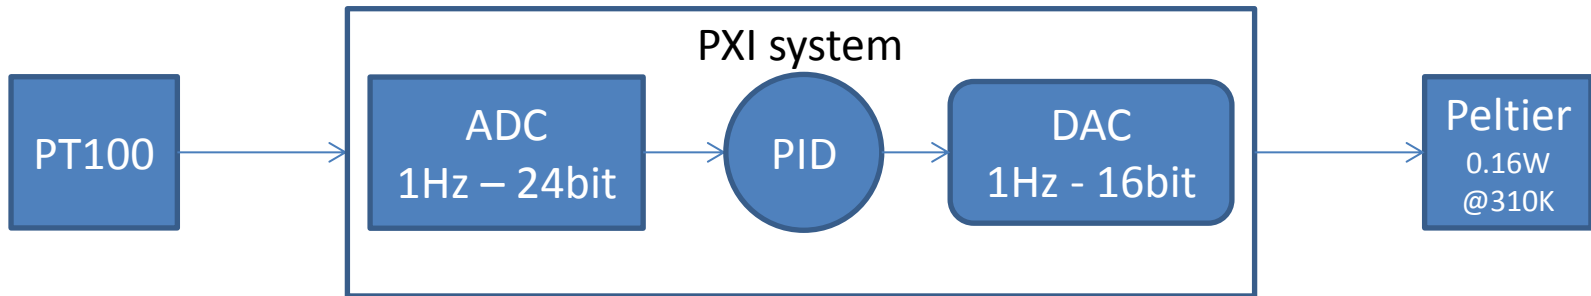 PXI system
PT100
ADC
1Hz – 24bit
PID
DAC
1Hz - 16bit
Peltier
0.16W
@310K